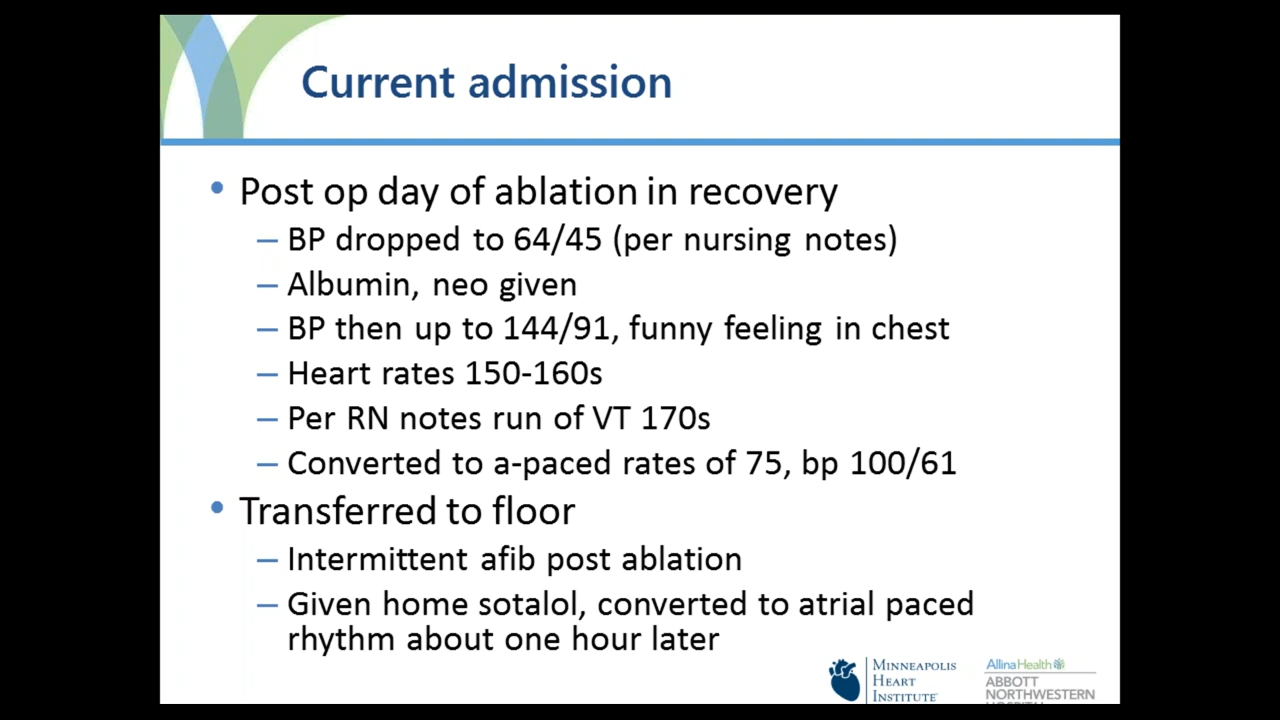 Current admission
• Post op day of ablation in recovery
– BP dropped to 64/45 (per nursing notes)
– Albumin, neo given
– BP then up to 144/91, funny feeling in chest
– Heart rates 150-160s
– Per RN notes run of VT 170s
– Converted to a-paced rates of 75, bp 100/61
• Transferred to floor
– Intermittent afib post ablation
– Given home sotalol, converted to atrial paced
rhythm about one hour later
Minneapolis
Heart
Institute
Allina Health
ABBOTT
NORTHWESTERN
HOSPITAL